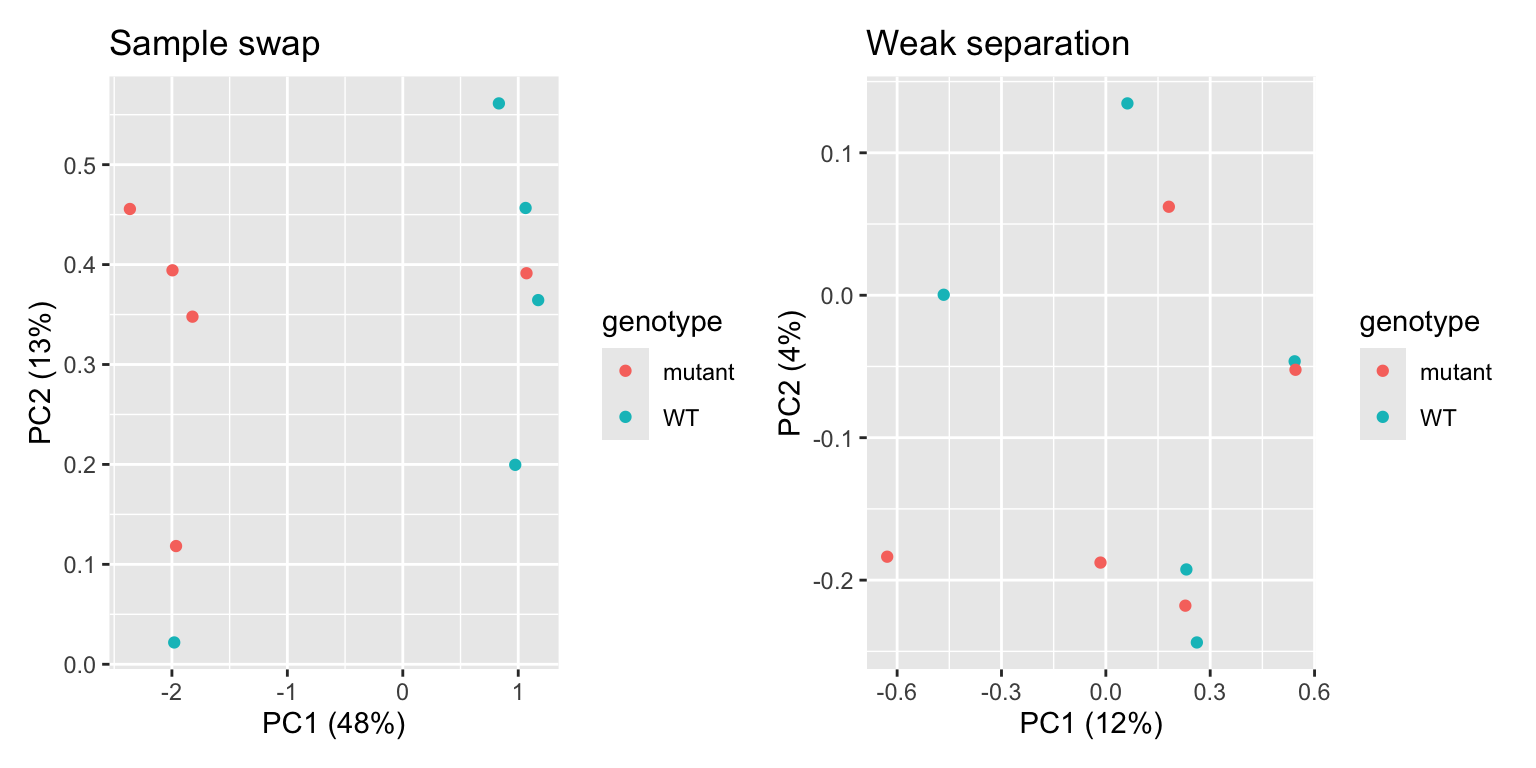 Sample swap
0.5
0.4
0.3
0.2
0.1
0.0
-2
-1
0
1
PC1 (48%)
PC2 (13%)
genotype
mutant
WT
Weak separation
0.1
0.0
-0.1
-0.2
-0.6
-0.3
0.0
0.3
0.6
PC1 (12%)
PC2 (4%)
genotype
mutant
WT